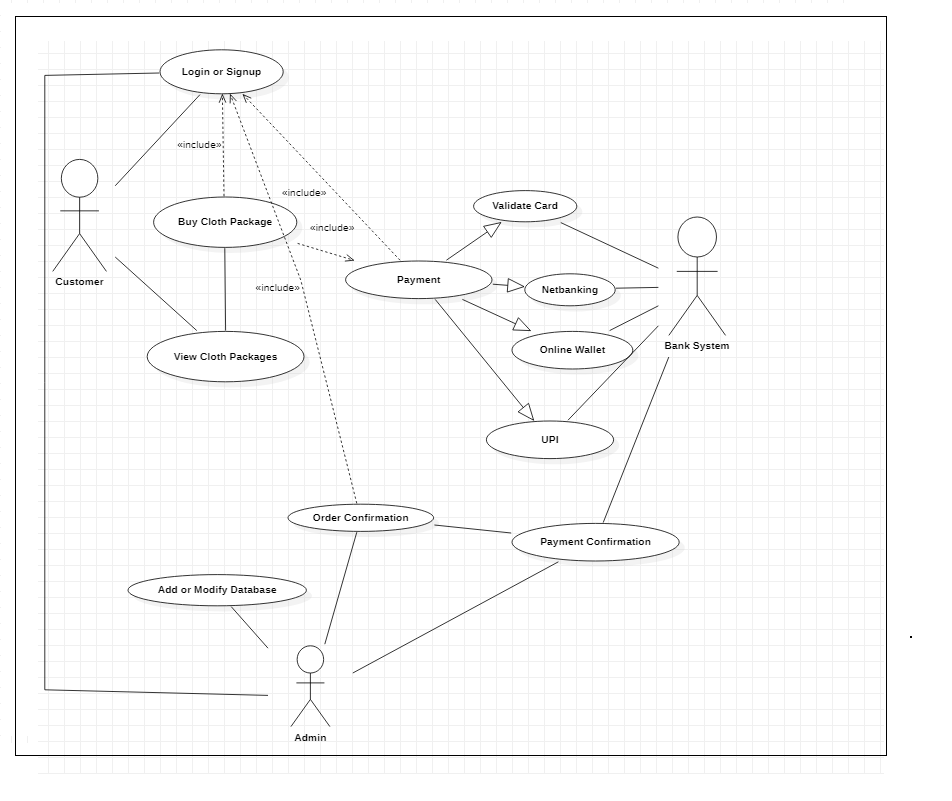 Login or Signup
«include»
«include»
Validate Card
Buy Cloth Package
«include»
Customer
Payment
«include»
Netbanking
Bank System
Online Wallet
View Cloth Packages
UPI
Order Confirmation
Payment Confirmation
Add or Modify Database
Admin